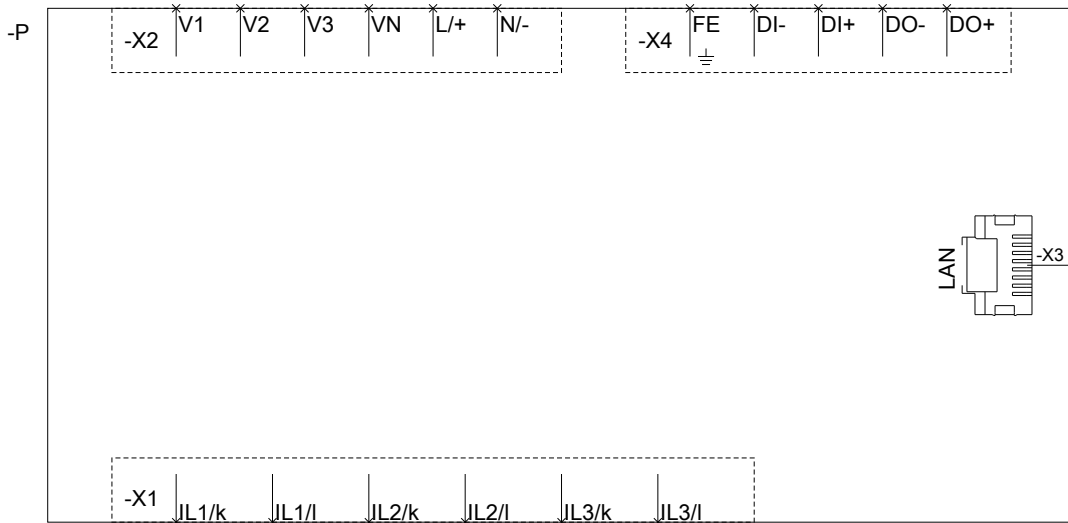 -P
-X2 V1 V2 V3 VN L/+ N/-
-X4 FE DI- DI+ DO- DO+
LAN
-X3
-X1 IL1/k IL1/l IL2/k IL2/l IL3/k IL3/l